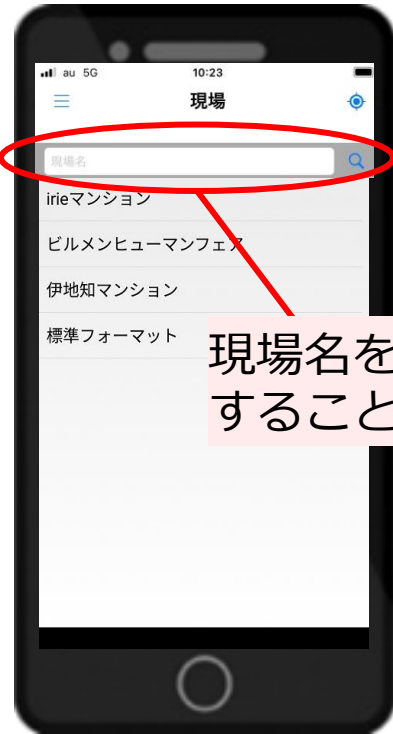 au 5G 10:23
現場
現場名
irieマンション
ビルメンヒューマンフェア
伊地知マンション
標準フォーマット
現場名を
すること